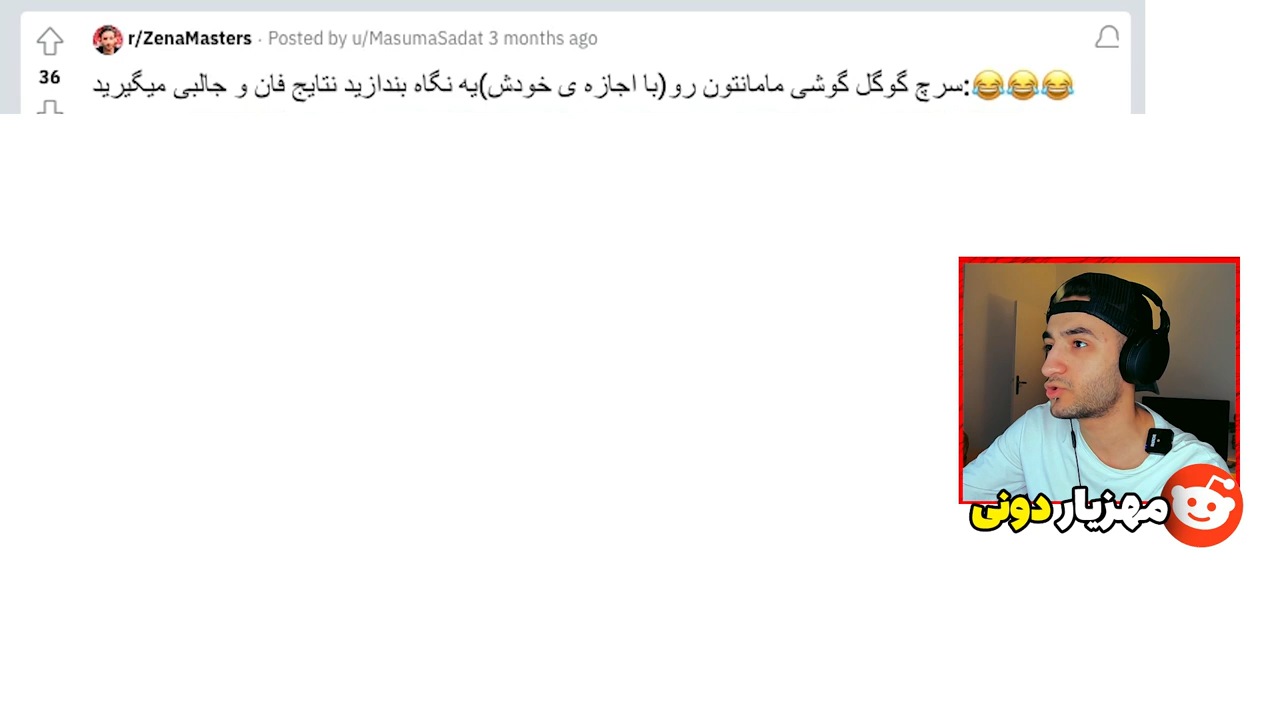 r/ZenaMasters · Posted by u/MasumaSadat 3 months ago
36
😂😂😂:سرچ گوگل گوشی مامانتون رو(با اجازه ی خودش)یه نگاه بندازید نتایج فان و جالبی میگیرید
مهزیار دونی